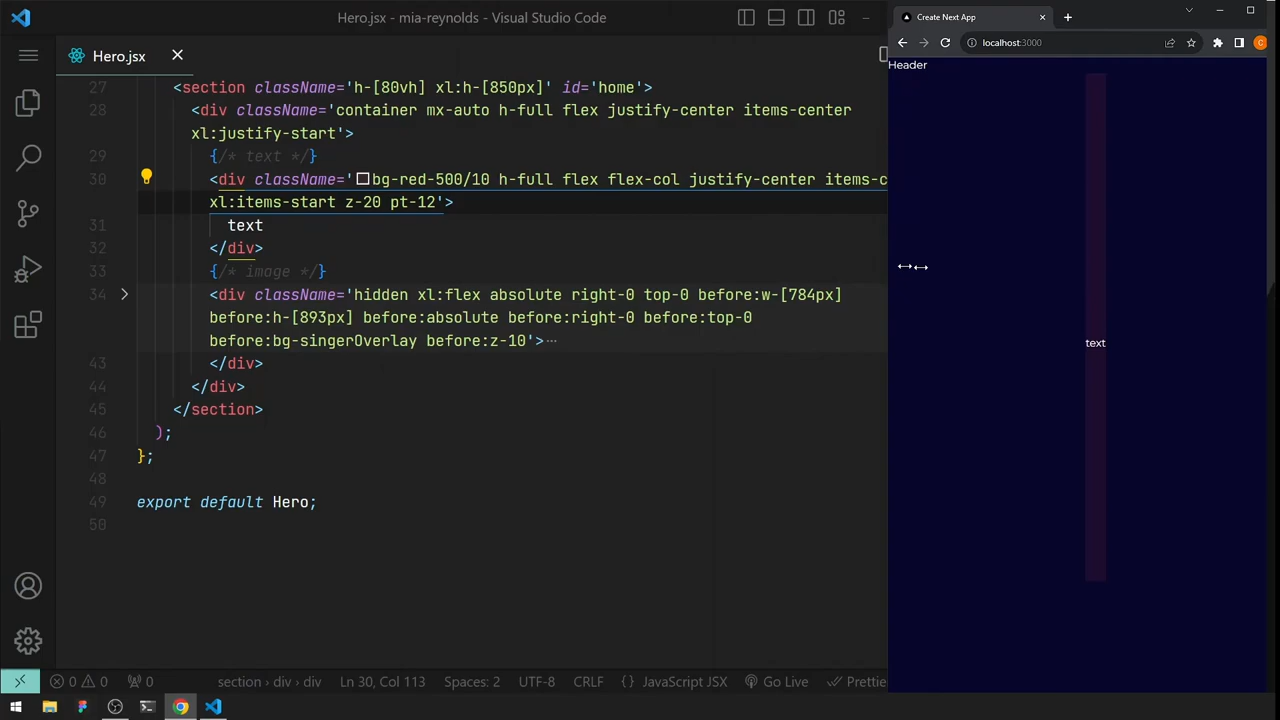 Hero.jsx - mia-reynolds - Visual Studio Code
Hero.jsx
27 <section className='h-[80vh] xl:h-[850px]' id='home'>
28 <div className='container mx-auto h-full flex justify-center items-center
xl:justify-start'>
29 {/* text */}
30 <div className='bg-red-500/10 h-full flex flex-col justify-center items-c
xl:items-start z-20 pt-12'>
31 text
32 </div>
33 {/* image */}
34 <div className='hidden xl:flex absolute right-0 top-0 before:w-[784px]
before:h-[893px] before:absolute before:right-0 before:top-0
before:bg-singerOverlay before:z-10'>…
43 </div>
44 </div>
45 </section>
46 );
47 };
48
49 export default Hero;
50
0 0 0 section › div › div Ln 30, Col 113 Spaces: 2 UTF-8 CRLF {} JavaScript JSX Go Live Prettie
Create Next App
localhost:3000
C
Header
text